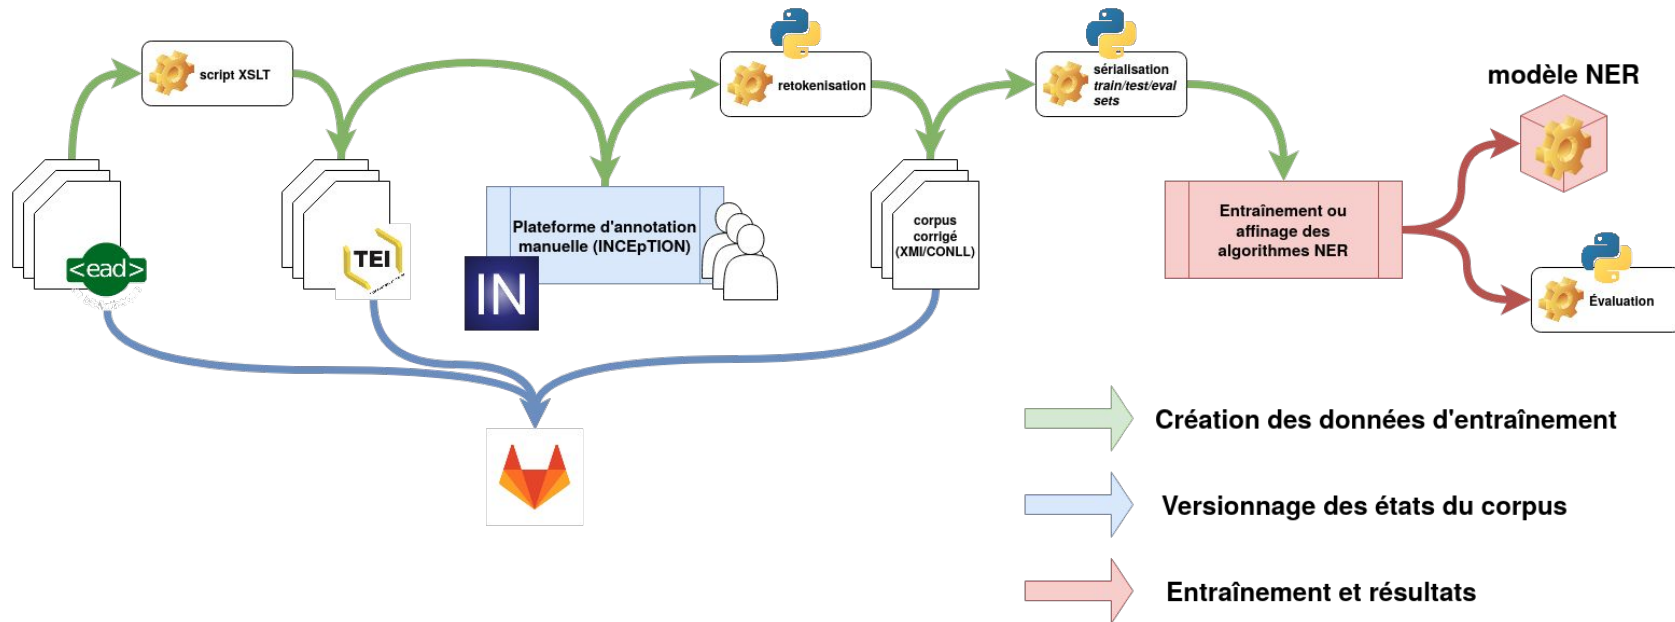 script XSLT
retokenisation
sérialisation
train/test/eval
sets
modèle NER
<ead>
TEI
Plateforme d'annotation
manuelle (INCEpTION)
IN
corpus
corrigé
(XMI/CONLL)
Entraînement ou
affinage des
algorithmes NER
Évaluation
Création des données d'entraînement
Versionnage des états du corpus
Entraînement et résultats